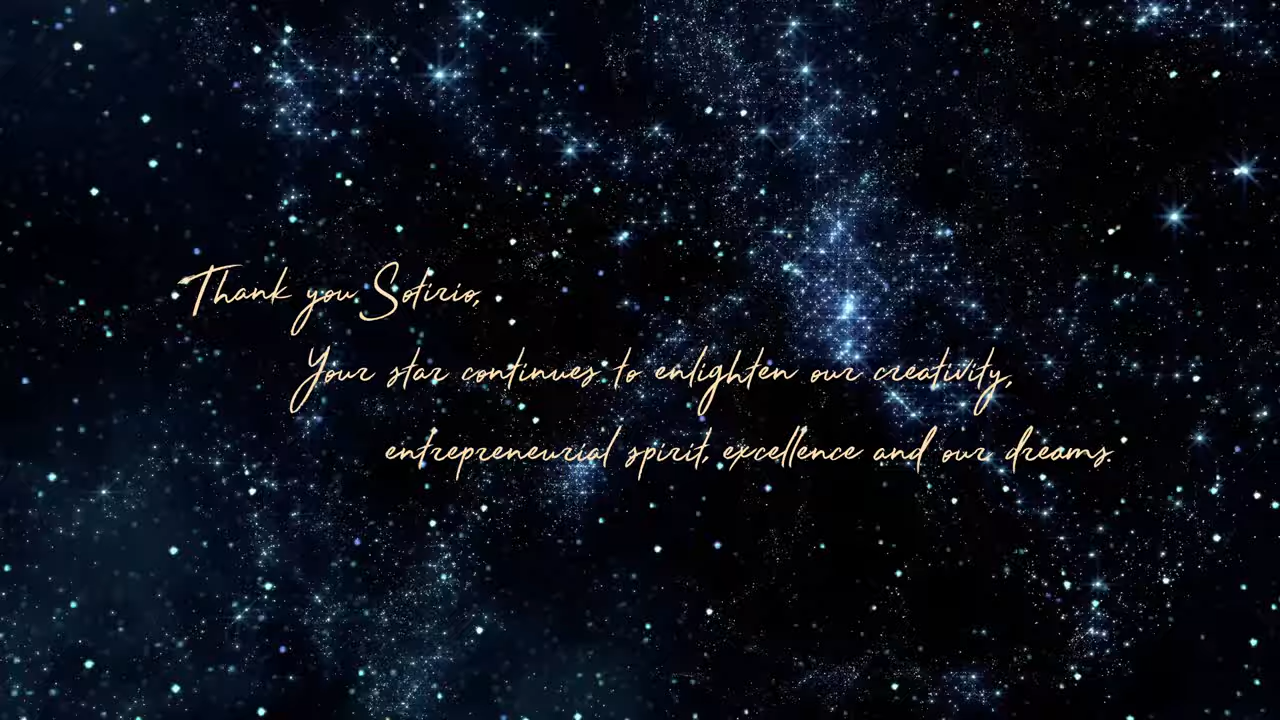 Thank you Sotirio,
Your star continues to enlighten our creativity,
entrepreneurial spirit, excellence and our dreams.